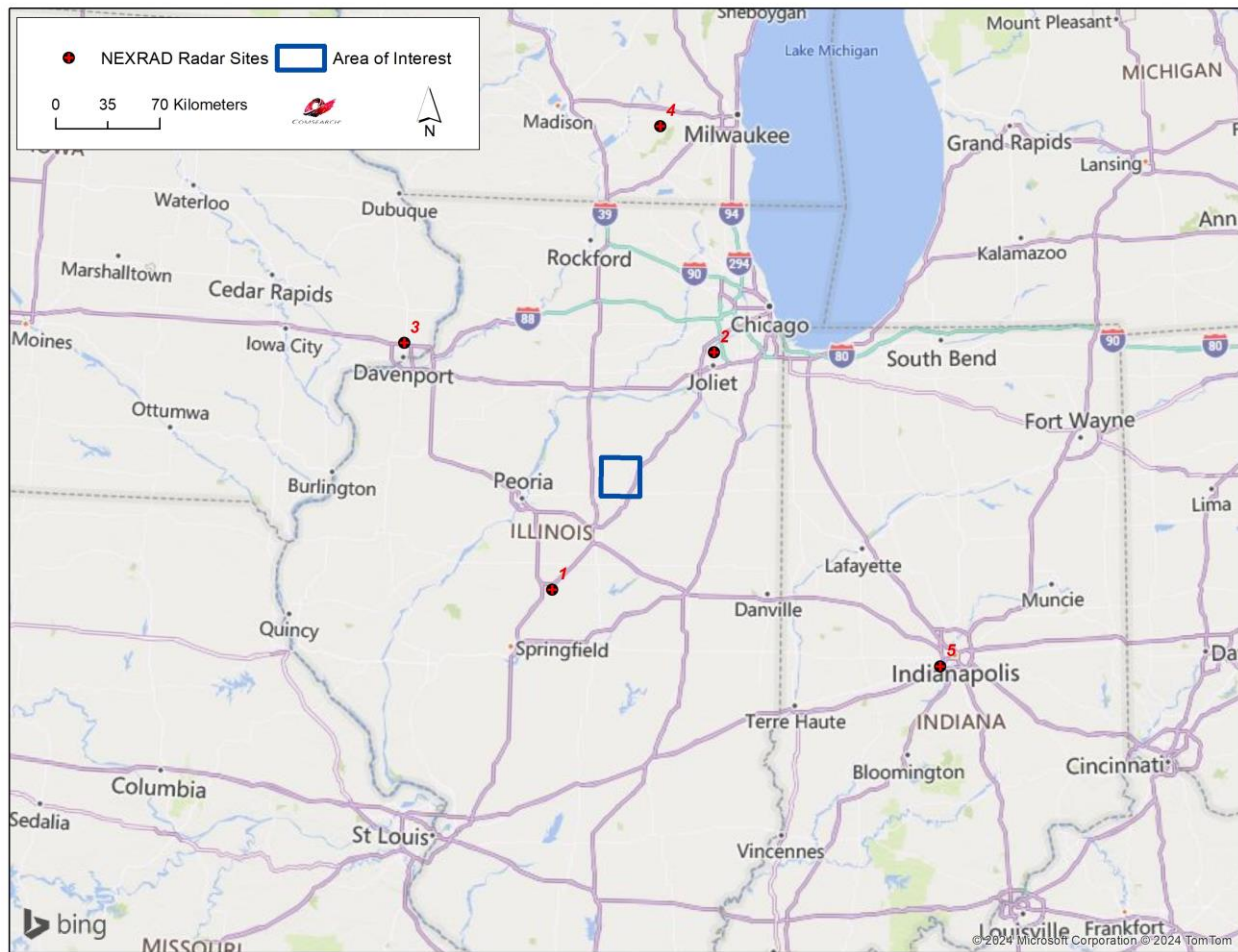 NEXRAD Radar Sites
Area of Interest
0 35 70 Kilometers
COMSEARCH
N
Sheboygan
Mount Pleasant
Lake Michigan
MICHIGAN
4
Madison
Milwaukee
Grand Rapids
Lansing
IOWA
Waterloo
Dubuque
39
94
Ann
Rockford
Kalamazoo
Marshalltown
294
90
Cedar Rapids
88
Chicago
3
2
Moines
Iowa City
80
South Bend
90
80
Davenport
Joliet
Ottumwa
Fort Wayne
Peoria
Burlington
Lima
ILLINOIS
Lafayette
1
Danville
Muncie
Quincy
Springfield
5
Da
Indianapolis
Terre Haute
INDIANA
Cincinnati
Bloomington
Columbia
Sedalia
St Louis
Vincennes
bing
Louisville
Frankfort
MISSOURI
© 2024 Microsoft Corporation © 2024 TomTom